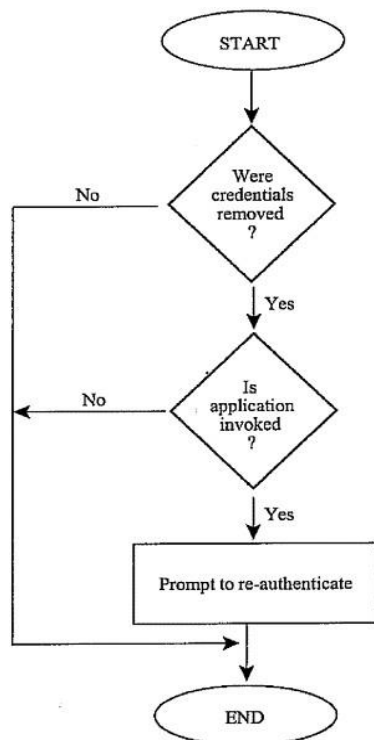 START
Were
credentials
removed
?
No
Yes
Is
application
invoked
?
No
Yes
Prompt to re-authenticate
END